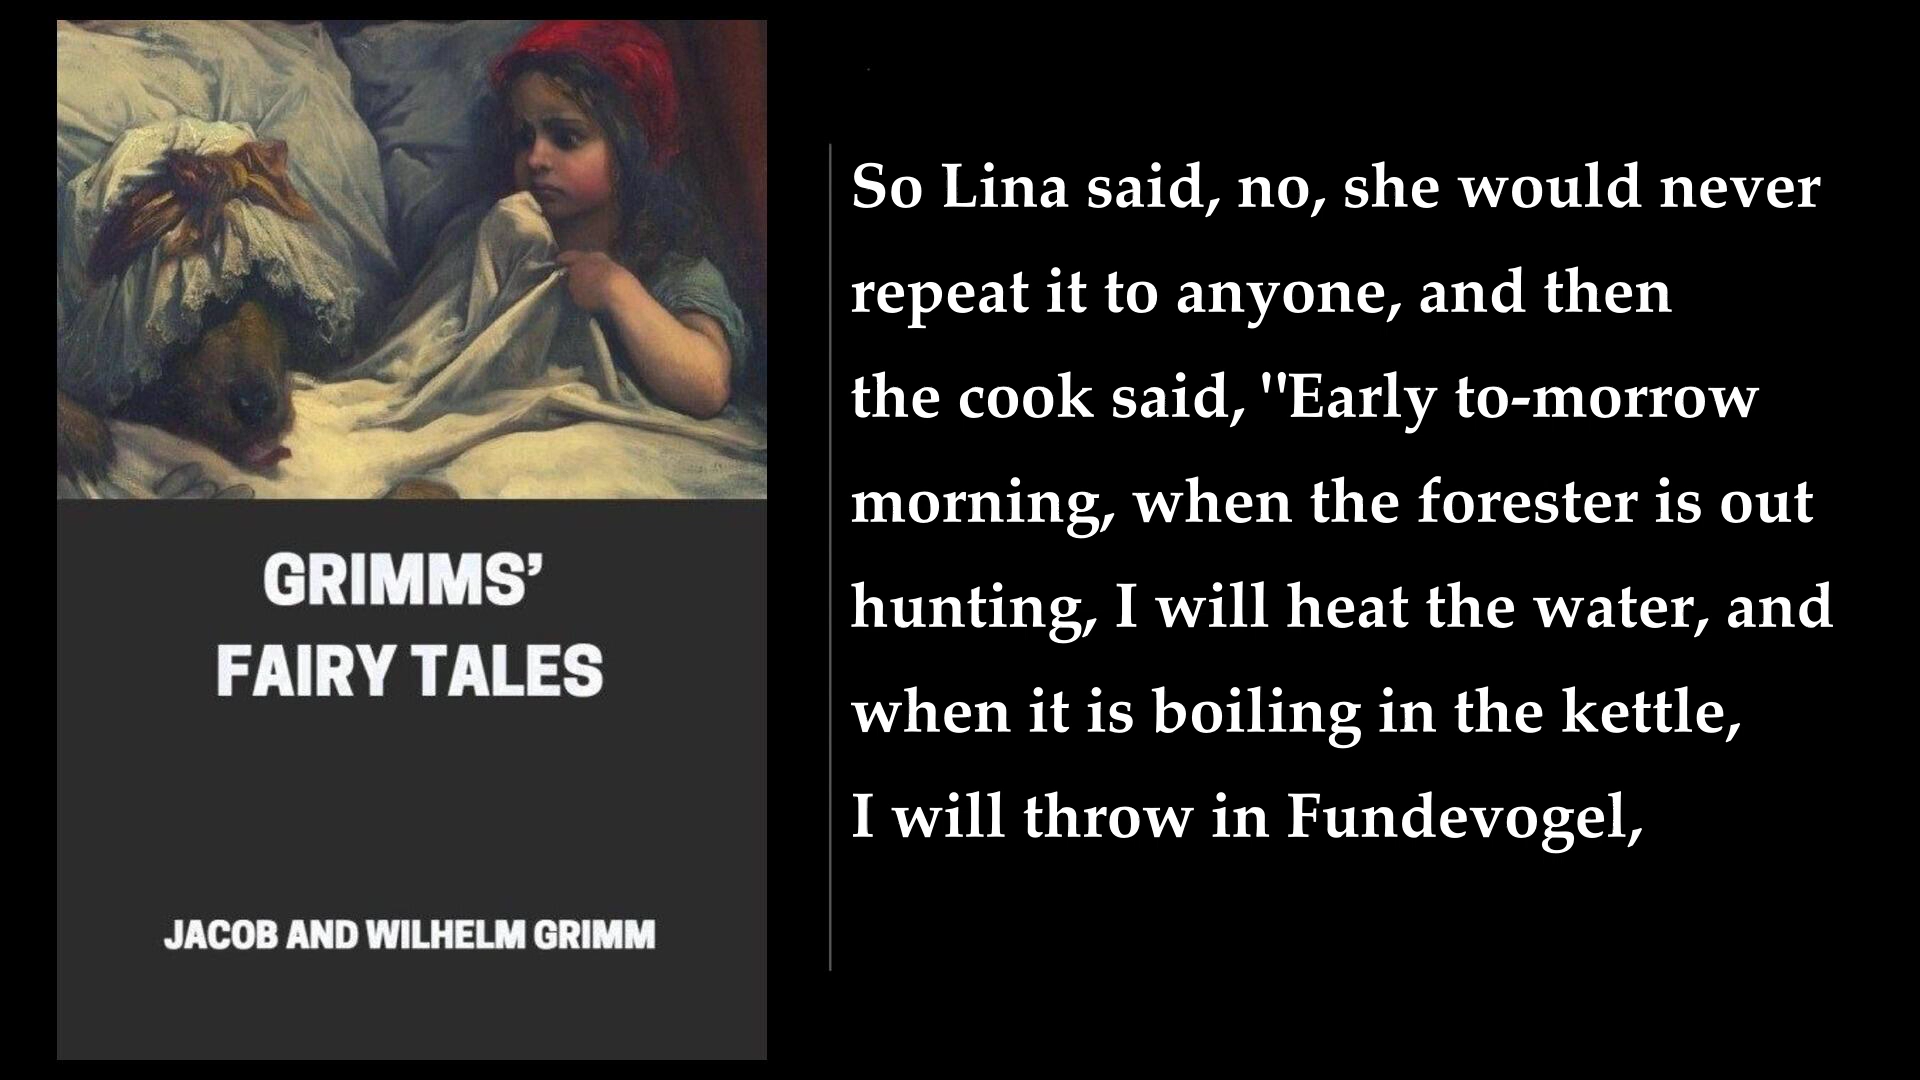 GRIMMS’
FAIRY TALES
JACOB AND WILHELM GRIMM
So Lina said, no, she would never
repeat it to anyone, and then
the cook said, "Early to-morrow
morning, when the forester is out
hunting, I will heat the water, and
when it is boiling in the kettle,
I will throw in Fundevogel,